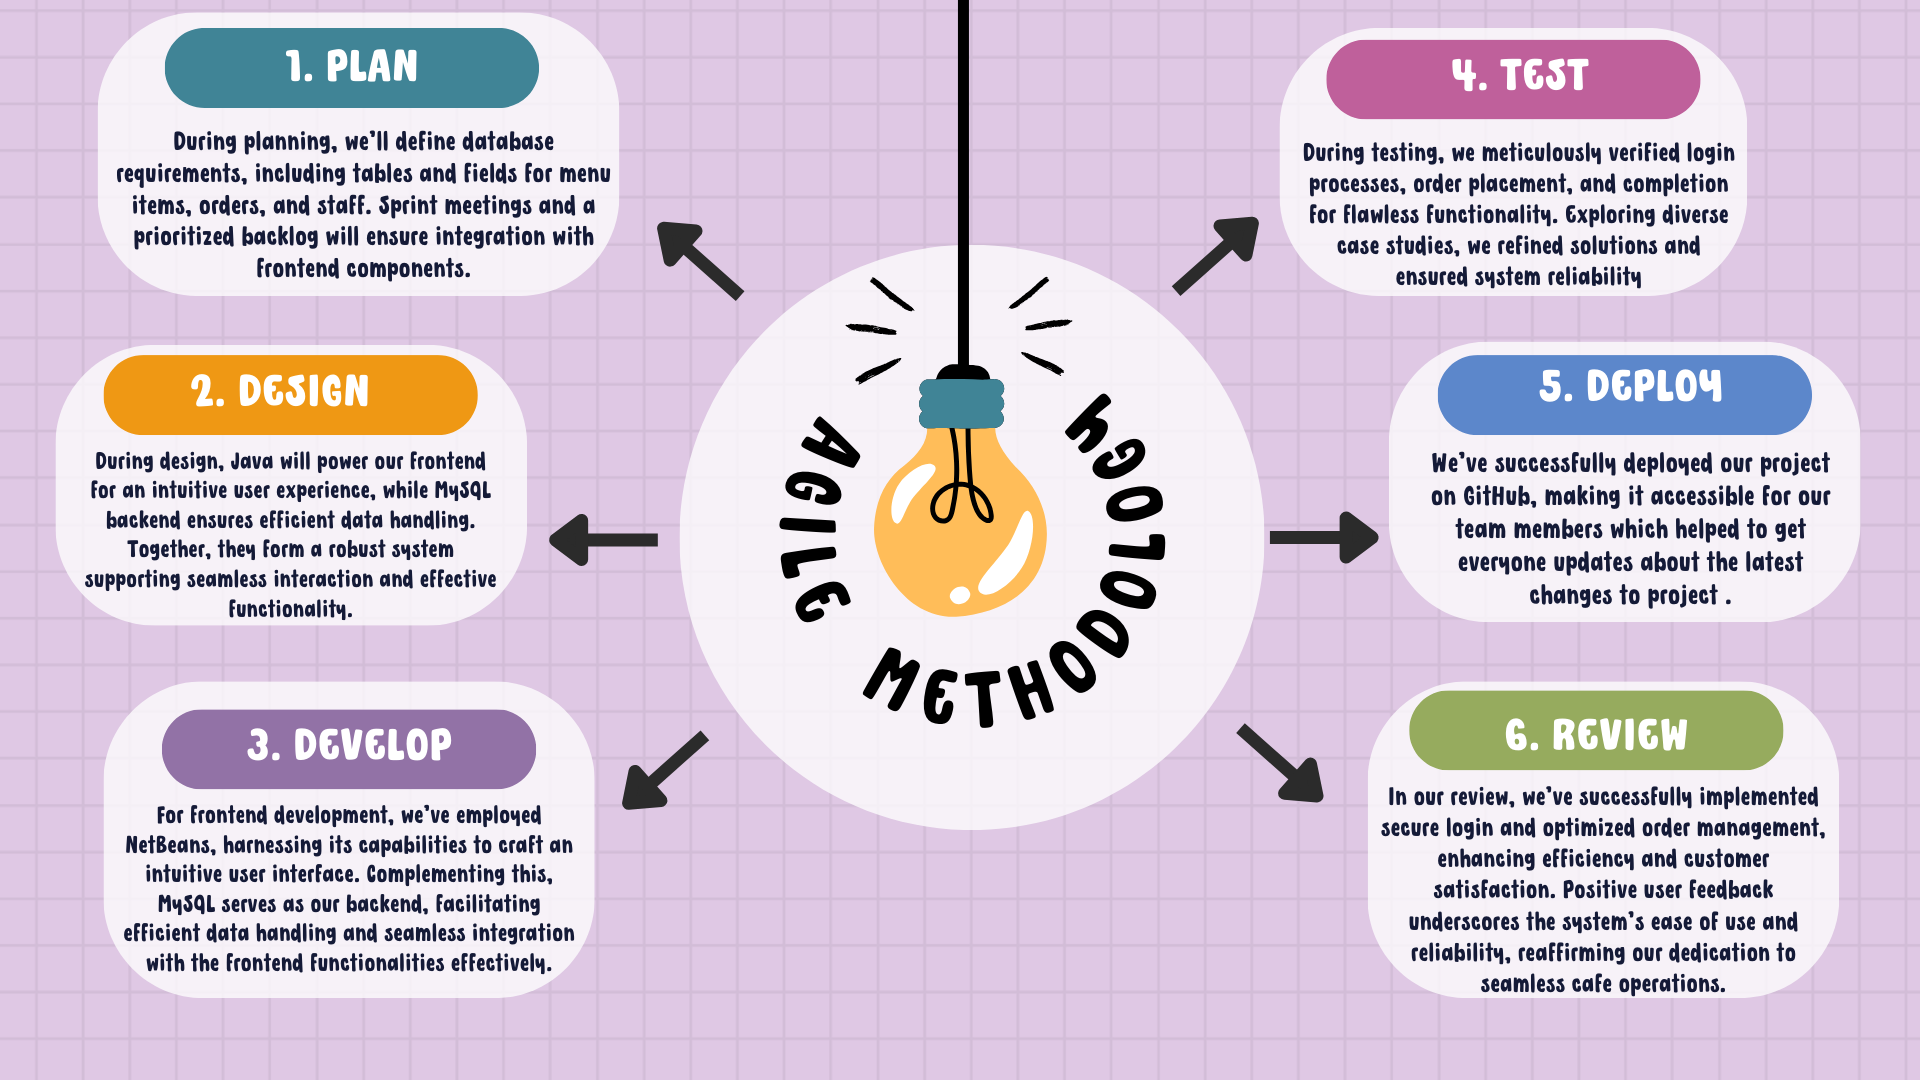 1. PLAN
During planning, we'll define database
requirements, including tables and fields for menu
items, orders, and staff. Sprint meetings and a
prioritized backlog will ensure integration with
frontend components.
2. DESIGN
During design, Java will power our frontend
for an intuitive user experience, while MySQL
backend ensures efficient data handling.
Together, they form a robust system
supporting seamless interaction and effective
functionality.
3. DEVELOP
For frontend development, we've employed
NetBeans, harnessing its capabilities to craft an
intuitive user interface. Complementing this,
MySQL serves as our backend, facilitating
efficient data handling and seamless integration
with the frontend functionalities effectively.
AGILE METHODOLOGY
4. TEST
During testing, we meticulously verified login
processes, order placement, and completion
for flawless functionality. Exploring diverse
case studies, we refined solutions and
ensured system reliability
5. DEPLOY
We've successfully deployed our project
on GitHub, making it accessible for our
team members which helped to get
everyone updates about the latest
changes to project .
6. REVIEW
In our review, we've successfully implemented
secure login and optimized order management,
enhancing efficiency and customer
satisfaction. Positive user feedback
underscores the system's ease of use and
reliability, reaffirming our dedication to
seamless cafe operations.